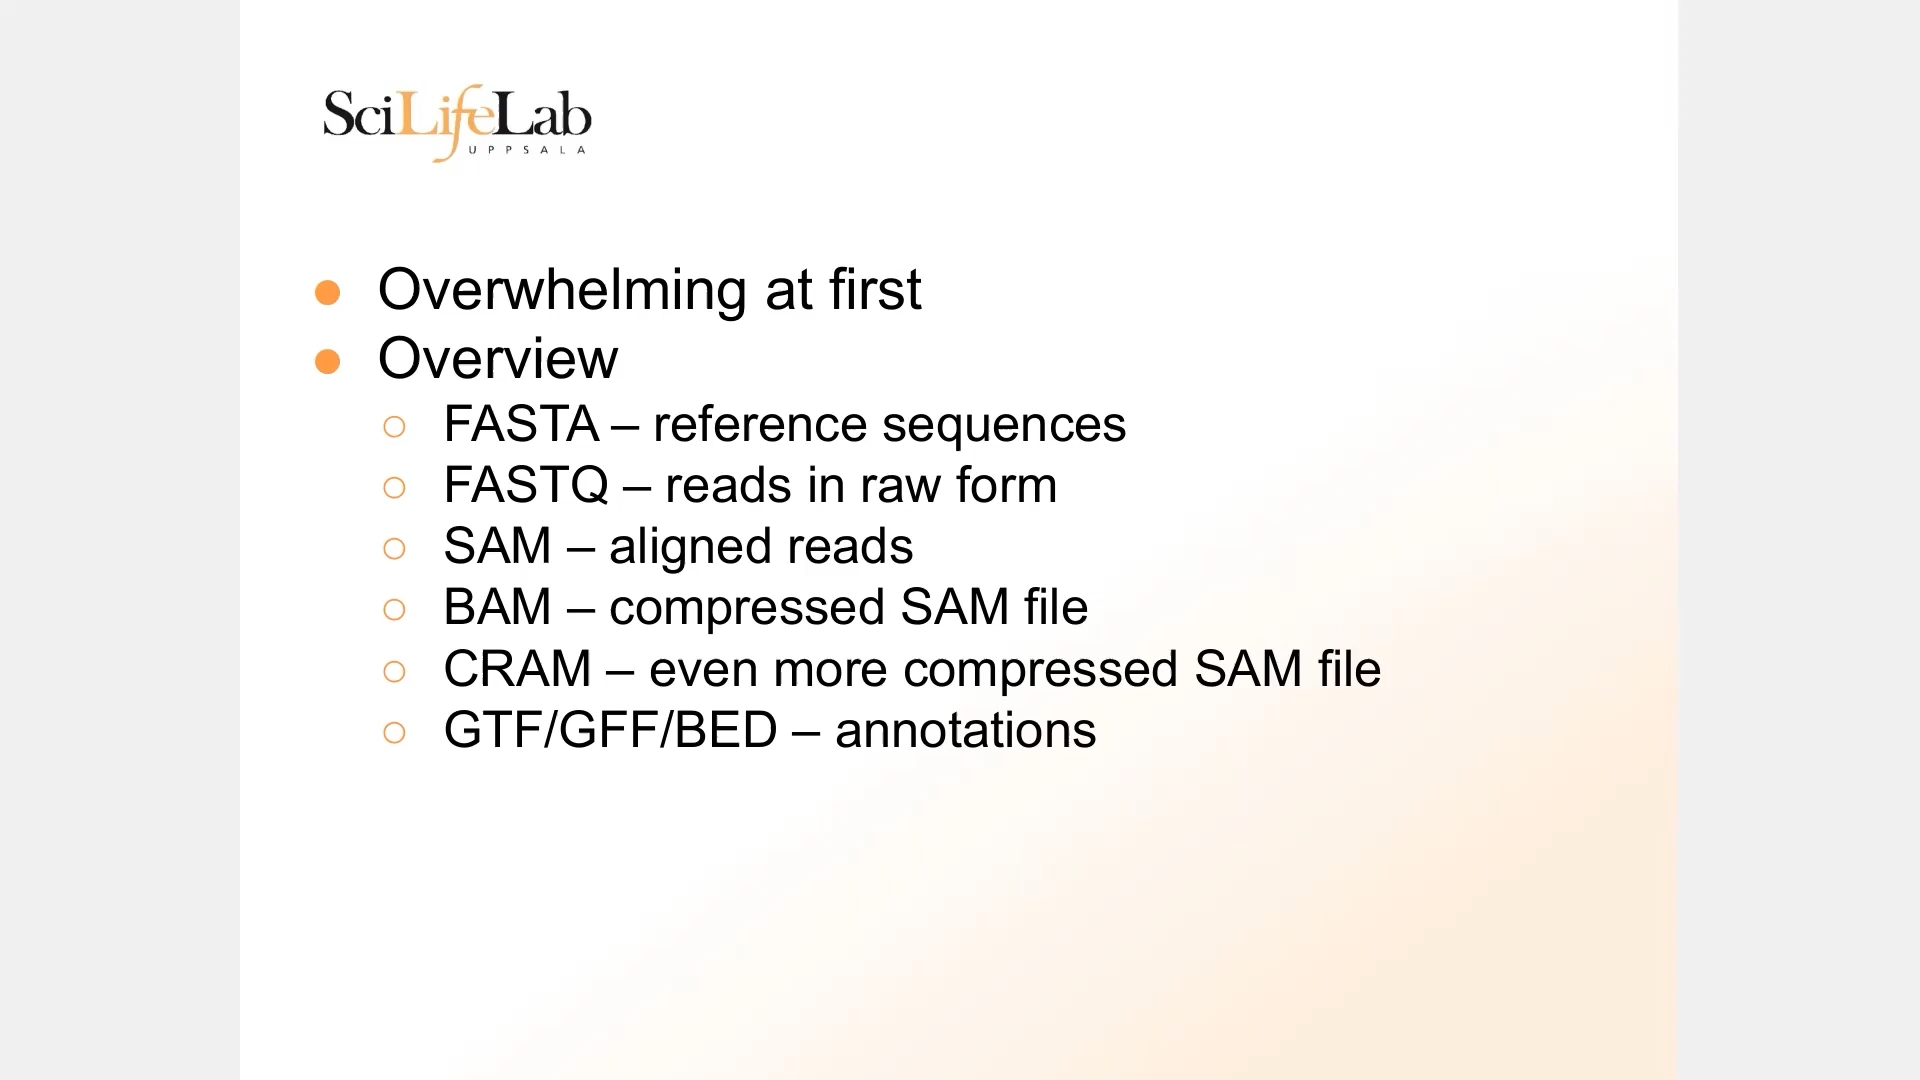 SciLifeLab
UPPSALA
Overwhelming at first
Overview
FASTA – reference sequences
FASTQ – reads in raw form
SAM – aligned reads
BAM – compressed SAM file
CRAM – even more compressed SAM file
GTF/GFF/BED – annotations